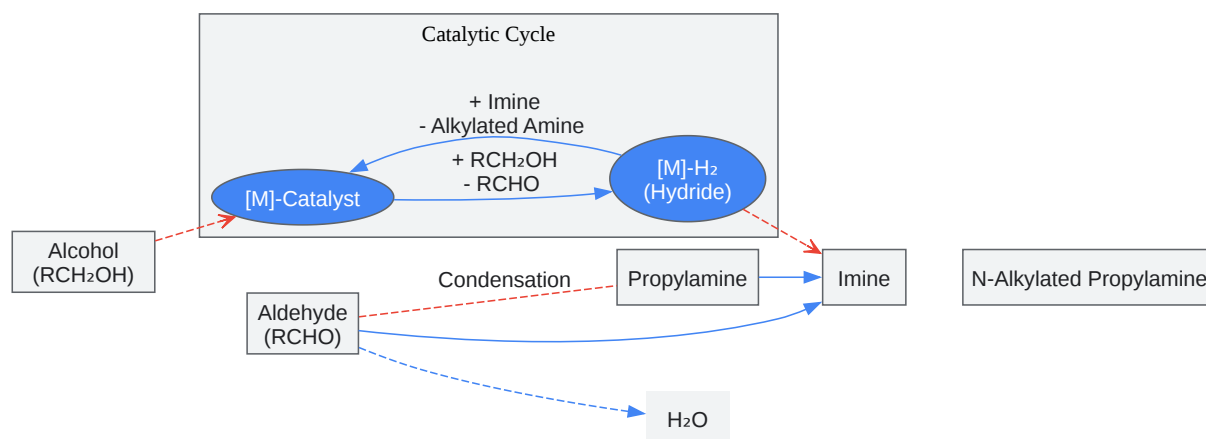 Catalytic Cycle
+ Imine
- Alkylated Amine
+ RCH₂OH
- RCHO
[M]-Catalyst
[M]-H₂
(Hydride)
Alcohol
(RCH₂OH)
Condensation
Propylamine
Imine
N-Alkylated Propylamine
Aldehyde
(RCHO)
H₂O